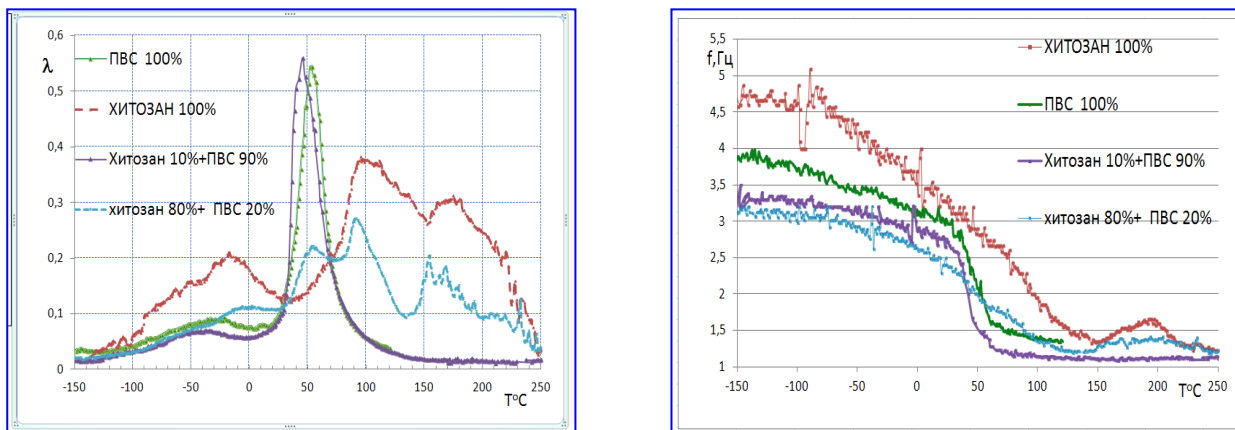 0,6
λ
0,5
0,4
0,3
0,2
0,1
0
-150 -100 -50 0 50 100 150 200 250
T°C
ПВС 100%
ХИТОЗАН 100%
Хитозан 10%+ПВС 90%
хитозан 80%+ ПВС 20%
5,5
f,Гц
5
4,5
4
3,5
3
2,5
2
1,5
1
-150 -100 -50 0 50 100 150 200 250
T°C
ХИТОЗАН 100%
ПВС 100%
Хитозан 10%+ПВС 90%
хитозан 80%+ ПВС 20%